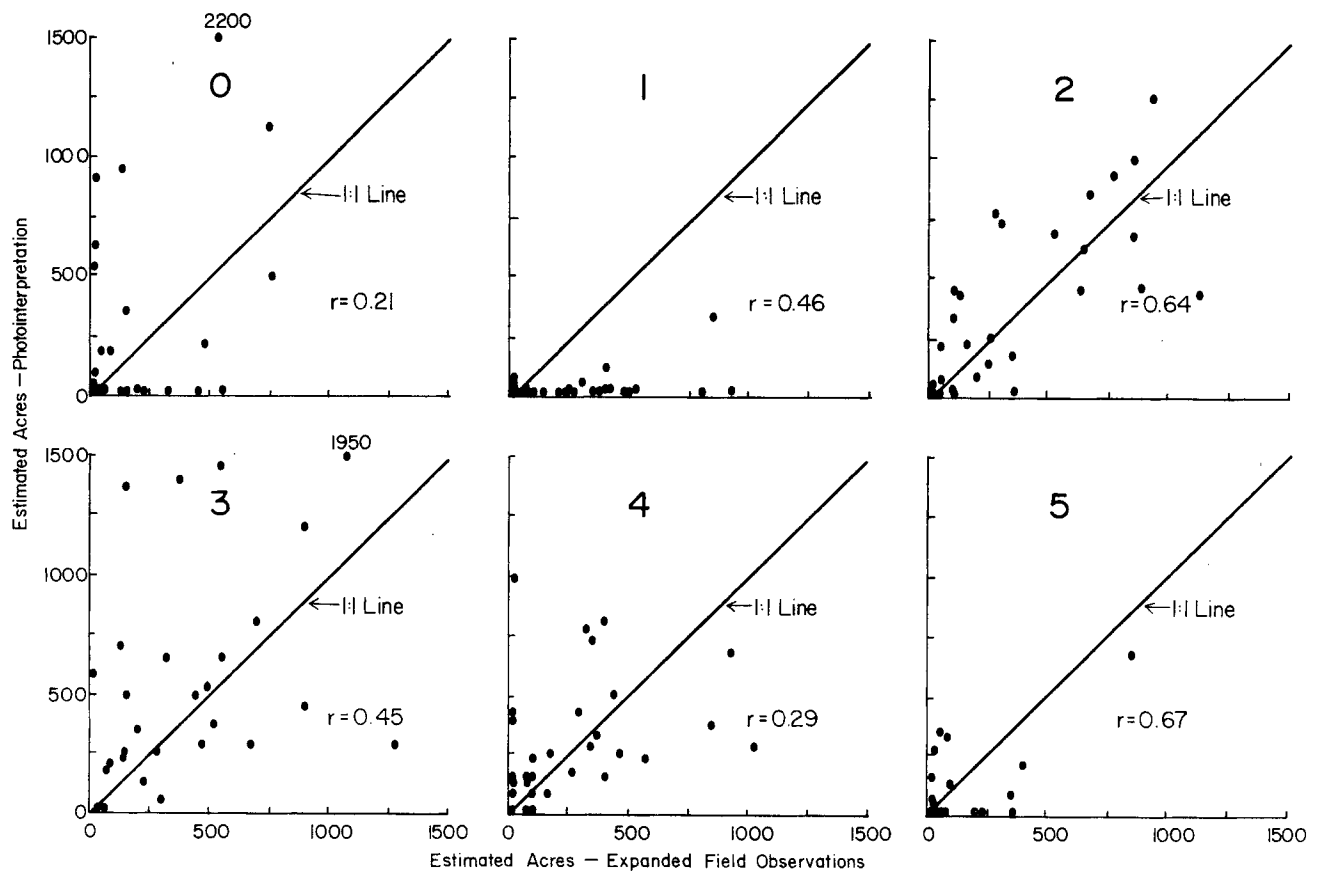 2200
1500
0
1
2
1000
1:1 Line
1:1 Line
1:1 Line
500
r=0.21
r=0.46
r=0.64
0
Estimated Acres — Photointerpretation
1950
1500
3
4
5
1000
1:1 Line
1:1 Line
1:1 Line
500
r=0.45
r=0.29
r=0.67
0
0 500 1000 1500 0 500 1000 1500 0 500 1000 1500
Estimated Acres — Expanded Field Observations